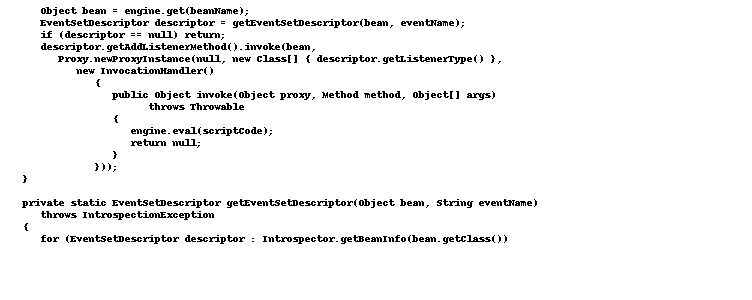 Object bean = engine.get(beanName);
EventSetDescriptor descriptor = getEventSetDescriptor(bean, eventName);
if (descriptor == null) return;
descriptor.getAddListenerMethod().invoke(bean,
Proxy.newProxyInstance(null, new Class[] { descriptor.getListenerType() },
new InvocationHandler()
{
public Object invoke(Object proxy, Method method, Object[] args)
throws Throwable
{
engine.eval(scriptCode);
return null;
}
}));
}
private static EventSetDescriptor getEventSetDescriptor(Object bean, String eventName)
throws IntrospectionException
{
for (EventSetDescriptor descriptor : Introspector.getBeanInfo(bean.getClass())